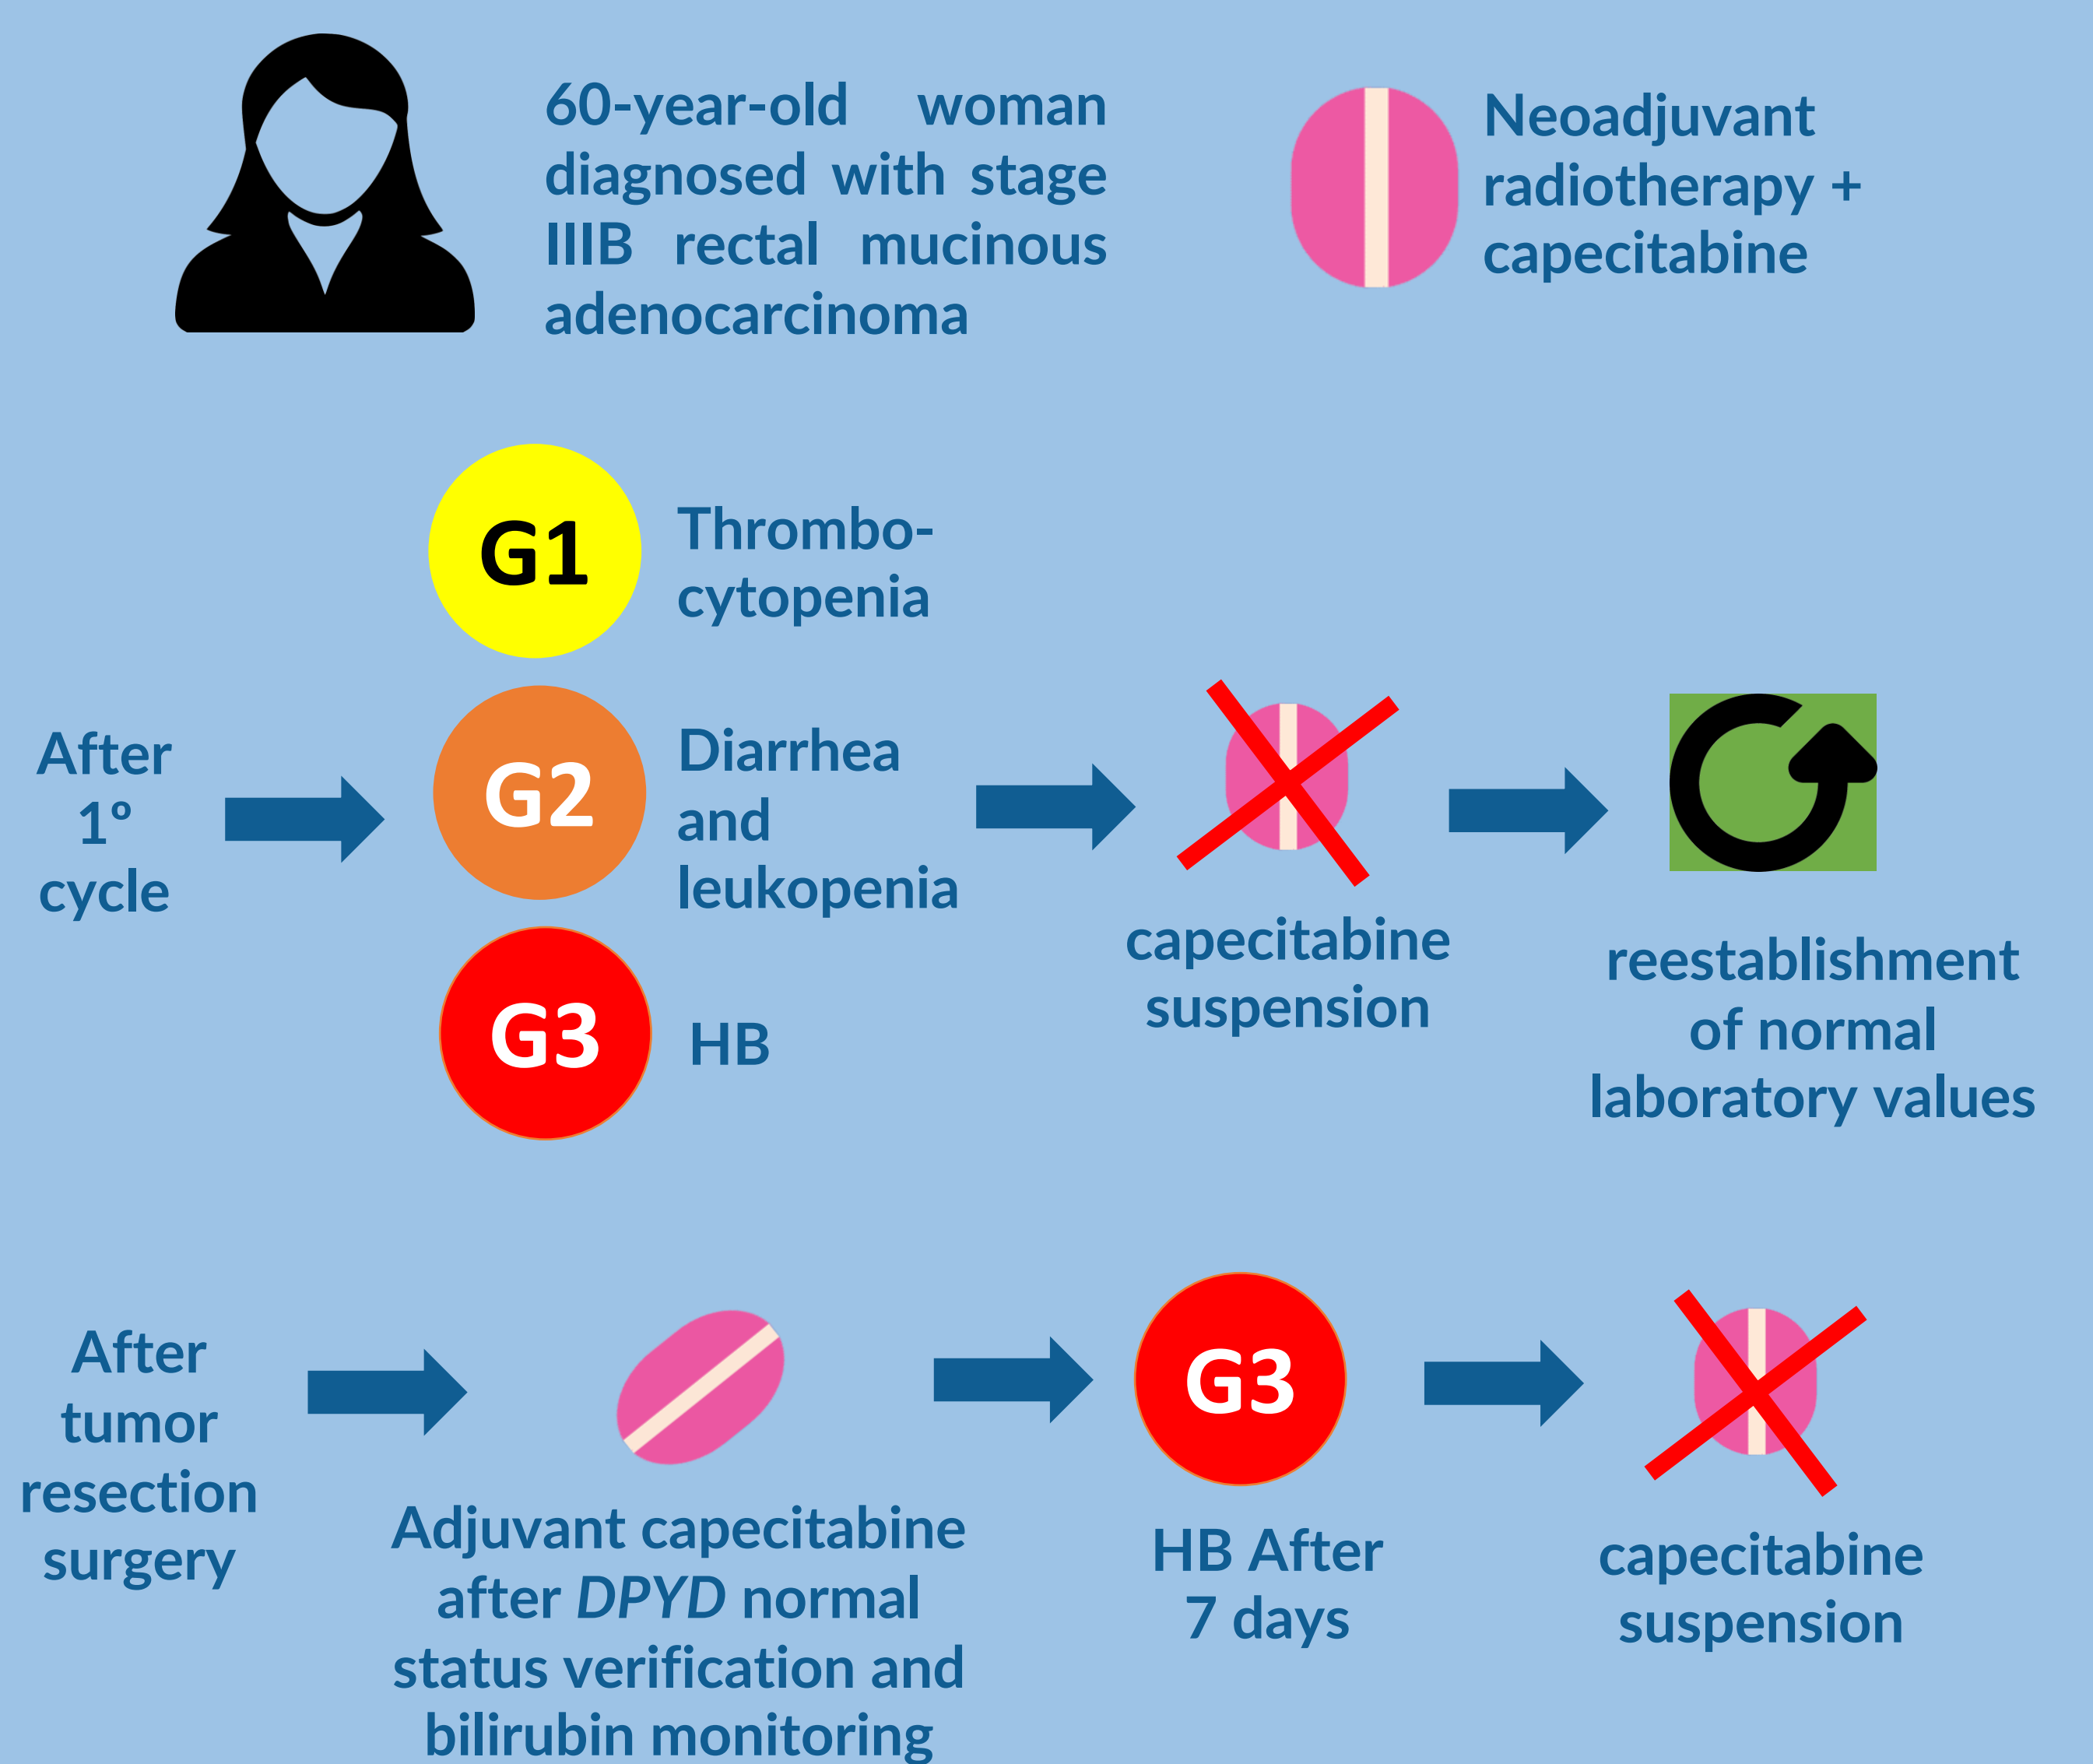 60-year-old woman
diagnosed with stage
IIIB rectal mucinous
adenocarcinoma
Neoadjuvant
radiotherapy +
capecitabine
After
1º
cycle
G1
Thrombo-
cytopenia
G2
Diarrhea
and
leukopenia
G3
HB
capecitabine
suspension
reestablishment
of normal
laboratory values
After
tumor
resection
surgery
Adjuvant capecitabine
after DPYD normal
status verification and
bilirubin monitoring
G3
HB After
7 days
capecitabine
suspension